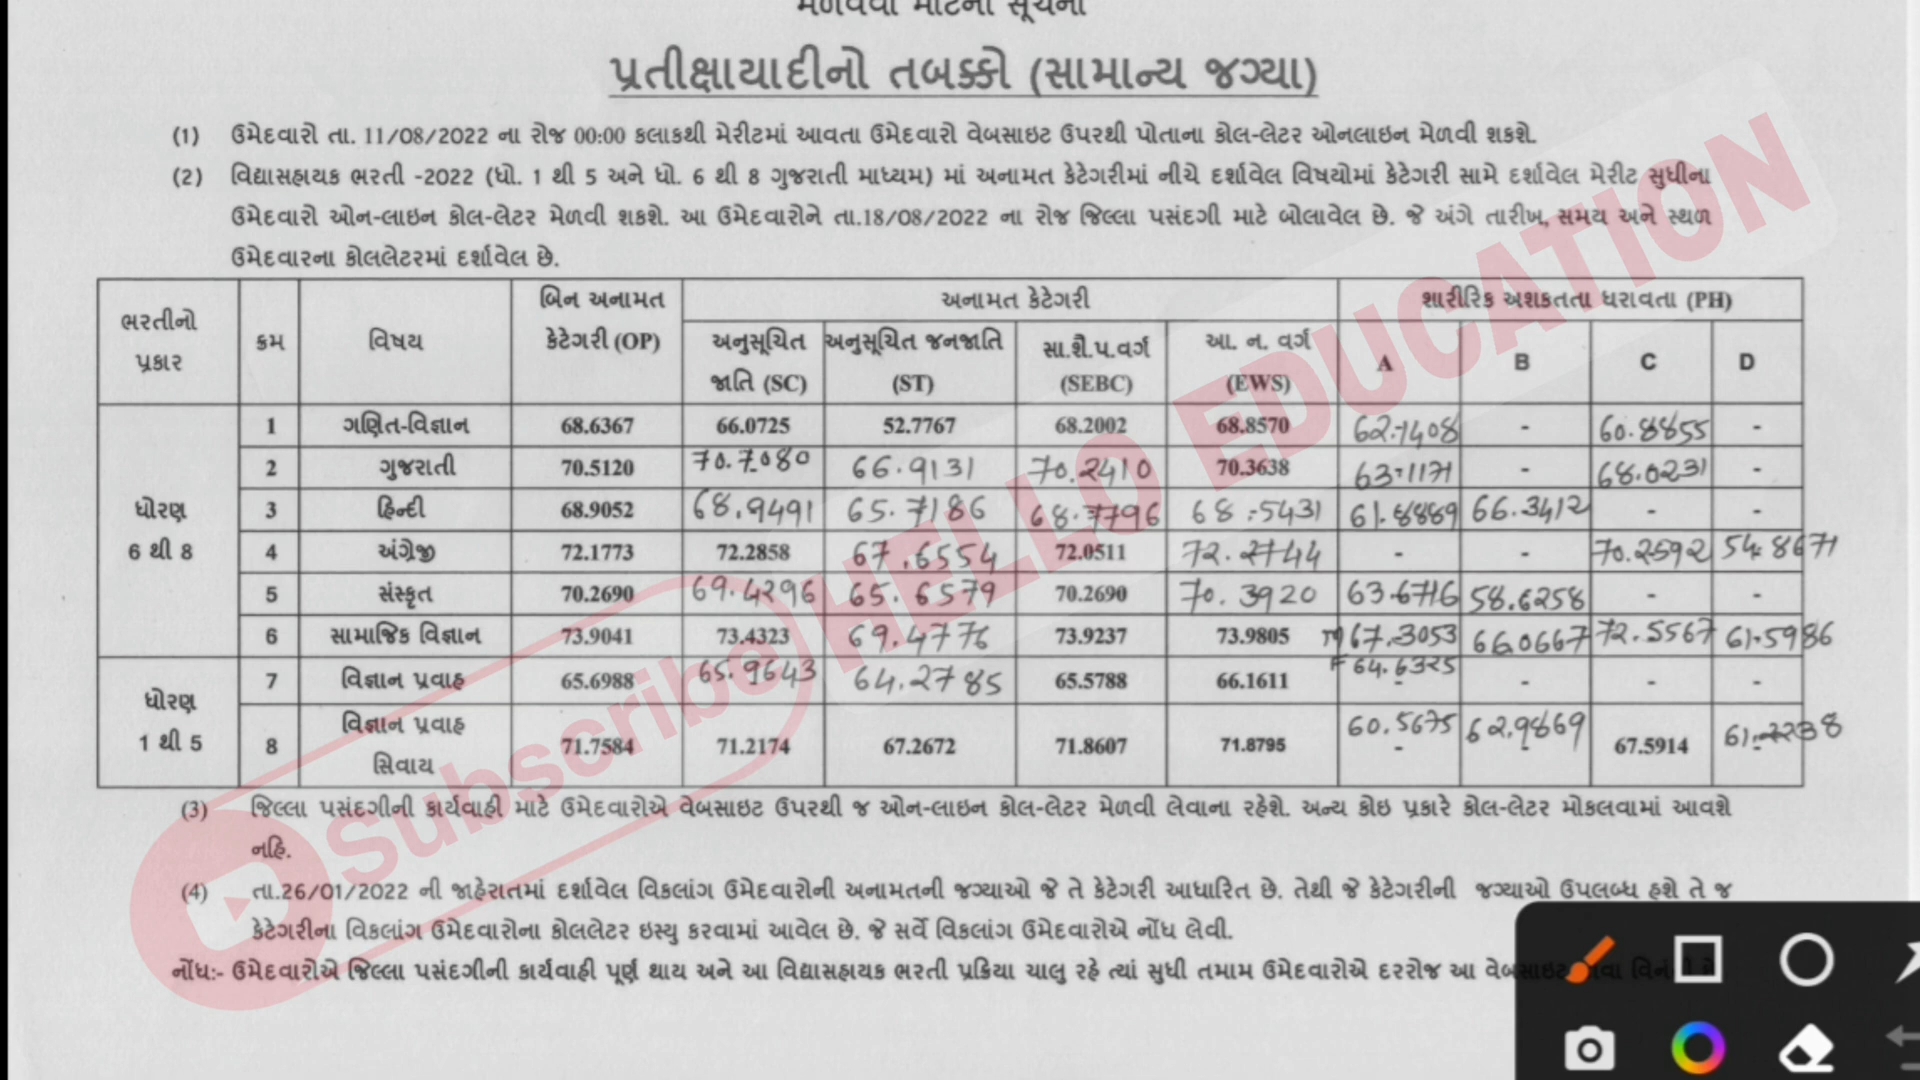 મેળવવા માટેની સૂચના
પ્રતીક્ષાયાદીનો તબક્કો (સામાન્ય જગ્યા)
(1) ઉમેદવારો તા. 11/08/2022 ના રોજ 00:00 કલાકથી મેરીટમાં આવતા ઉમેદવારો વેબસાઇટ ઉપરથી પોતાના કોલ-લેટર ઓનલાઇન મેળવી શકશે.
(2) વિદ્યાસહાયક ભરતી -2022 (ધો. 1 થી 5 અને ધો. 6 થી 8 ગુજરાતી માધ્યમ) માં અનામત કેટેગરીમાં નીચે દર્શાવેલ વિષયોમાં કેટેગરી સામે દર્શાવેલ મેરીટ સુધીના
ઉમેદવારો ઓન-લાઇન કોલ-લેટર મેળવી શકશે. આ ઉમેદવારોને તા.18/08/2022 ના રોજ જિલ્લા પસંદગી માટે બોલાવેલ છે. જે અંગે તારીખ, સમય અને સ્થળ
ઉમેદવારના કોલલેટરમાં દર્શાવેલ છે.
ભરતીનો પ્રકાર ક્રમ વિષય બિન અનામત કેટેગરી (OP) અનામત કેટેગરી શારીરિક અશકતતા ધરાવતા (PH)
અનુસૂચિત જાતિ (SC) અનુસૂચિત જનજાતિ (ST) સા.શૈ.પ.વર્ગ (SEBC) આ. ન. વર્ગ (EWS) A B C D
ધોરણ 6 થી 8
1 ગણિત-વિજ્ઞાન 68.6367 66.0725 52.7767 68.2002 68.8570 62.7408 - 60.8855 -
2 ગુજરાતી 70.5120 70.7080 66.9131 70.2410 70.3638 63.1171 - 68.0231 -
3 હિન્દી 68.9052 68.9491 65.7186 68.7796 68.5431 61.8889 66.3412 - -
4 અંગ્રેજી 72.1773 72.2858 67.6554 72.0511 72.2744 - - 70.2592 54.8671
5 સંસ્કૃત 70.2690 69.4296 65.6579 70.2690 70.3920 63.6716 58.6258 - -
6 સામાજિક વિજ્ઞાન 73.9041 73.4323 69.4776 73.9237 73.9805 67.3053 66.0667 72.5567 61.5986
F 64.6325
ધોરણ 1 થી 5
7 વિજ્ઞાન પ્રવાહ 65.6988 65.9643 64.2785 65.5788 66.1611 - - - -
8 વિજ્ઞાન પ્રવાહ સિવાય 71.7584 71.2174 67.2672 71.8607 71.8795 60.5675 - 62.9869 - 67.5914
(3) જિલ્લા પસંદગીની કાર્યવાહી માટે ઉમેદવારોએ વેબસાઇટ ઉપરથી જ ઓન-લાઇન કોલ-લેટર મેળવી લેવાના રહેશે. અન્ય કોઇ પ્રકારે કોલ-લેટર મોકલવામાં આવશે
નહિ.
(4) તા.26/01/2022 ની જાહેરાતમાં દર્શાવેલ વિકલાંગ ઉમેદવારોની અનામતની જગ્યાઓ જે તે કેટેગરી આધારિત છે. તેથી જે કેટેગરીની જગ્યાઓ ઉપલબ્ધ હશે તે જ
કેટેગરીના વિકલાંગ ઉમેદવારોના કોલલેટર ઇસ્યુ કરવામાં આવેલ છે. જે સર્વે વિકલાંગ ઉમેદવારોએ નોંધ લેવી.
નોંધ:- ઉમેદવારોએ જિલ્લા પસંદગીની કાર્યવાહી પૂર્ણ થાય અને આ વિદ્યાસહાયક ભરતી પ્રક્રિયા ચાલુ રહે ત્યાં સુધી તમામ ઉમેદવારોએ દરરોજ આ વેબસાઇટ
Subscribe HELLO EDUCATION